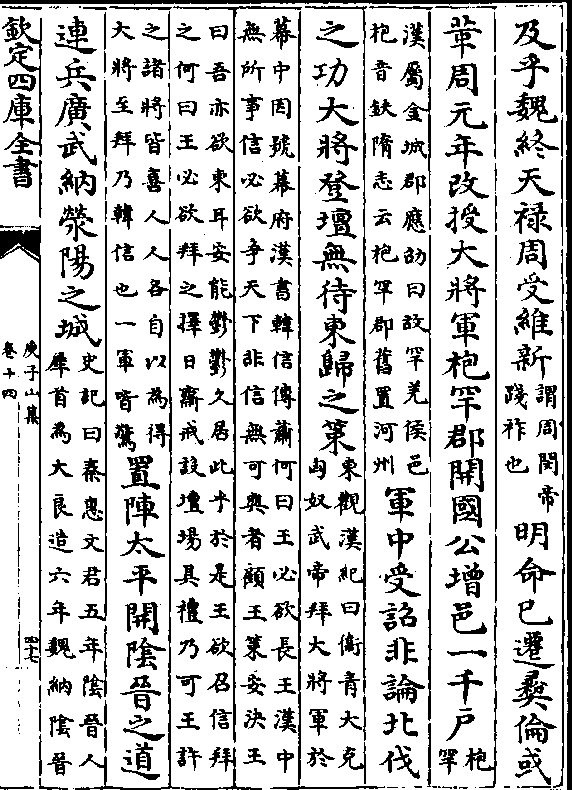 及乎魏終天禄周受維新謂周閔帝踐祚也明命已遷彝倫或
革周元年改授大將軍枹罕郡開國公增邑一千戸枹罕
漢屬金城郡應劭曰故罕羌侯邑枹音鈇隋志云枹罕郡舊置河州軍中受詔非論北伐
之功大將登壇無待東歸之策東觀漢紀曰衞青大克匈奴武帝拜大將軍於
幕中因號幕府漢書韓信傳蕭何曰王必欲長王漢中無所事信必欲争天下非信無可與者顧王策安決王
曰吾亦欲東耳安能鬱鬱久居此乎於是王欲召信拜之何曰王必欲拜之擇日齋戒設壇場具禮乃可王許
之諸將皆喜人人各自以為得大將至拜乃韓信也一軍皆驚置陣太平開陰晉之道
連兵廣武納滎陽之城史記曰秦惠文君五年陰晉人犀首為大良造六年魏納陰晉
欽定四庫全書
庾子山集
卷十四
四十七